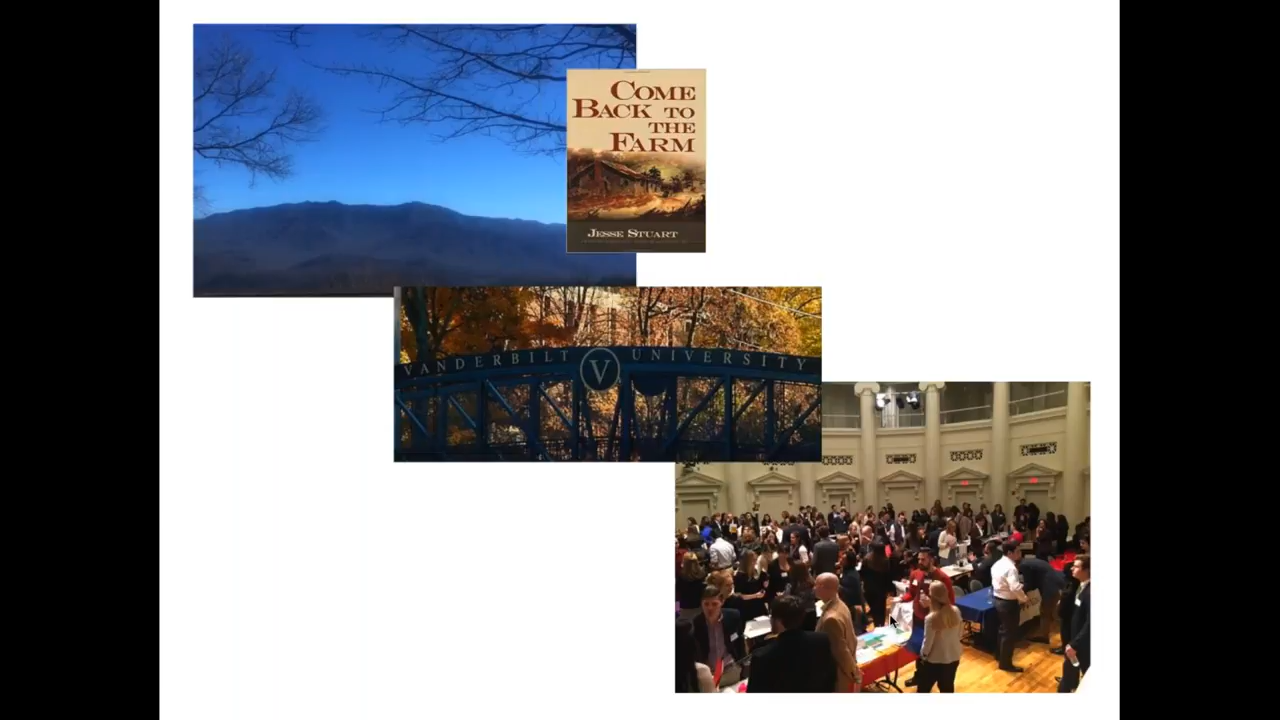 COME
BACK TO
THE
FARM
JESSE STUART
VANDERBILT V UNIVERSITY